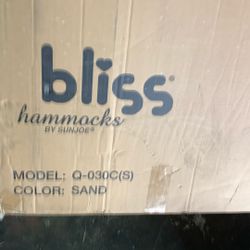 bliss®
hammocks
BY SUNJOE®
MODEL: Q-030C(S)
COLOR: SAND